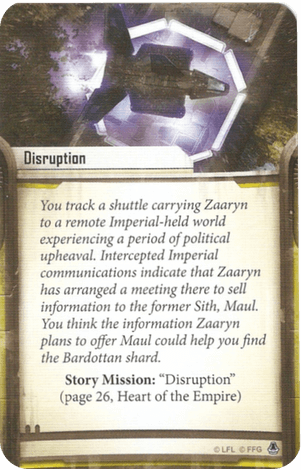 Disruption
You track a shuttle carrying Zaaryn
to a remote Imperial-held world
experiencing a period of political
upheaval. Intercepted Imperial
communications indicate that Zaaryn
has arranged a meeting there to sell
information to the former Sith, Maul.
You think the information Zaaryn
plans to offer Maul could help you find
the Bardottan shard.
Story Mission: “Disruption”
(page 26, Heart of the Empire)
© LFL © FFG